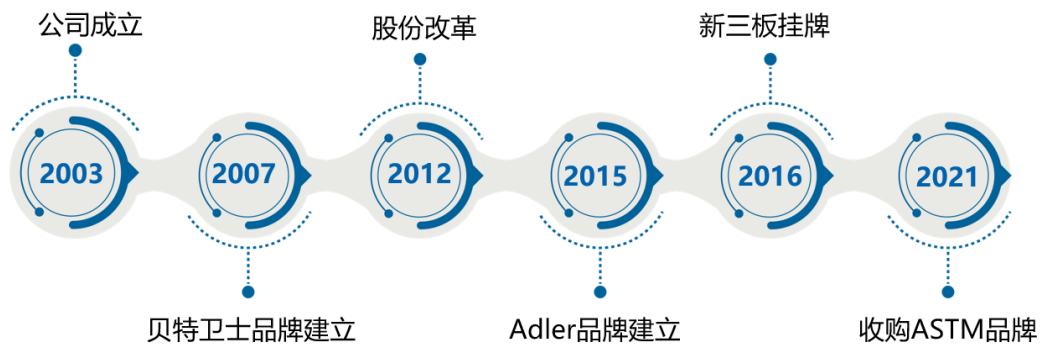 公司成立
股份改革
新三板挂牌
2003
2007
2012
2015
2016
2021
贝特卫士品牌建立
Adler品牌建立
收购ASTM品牌